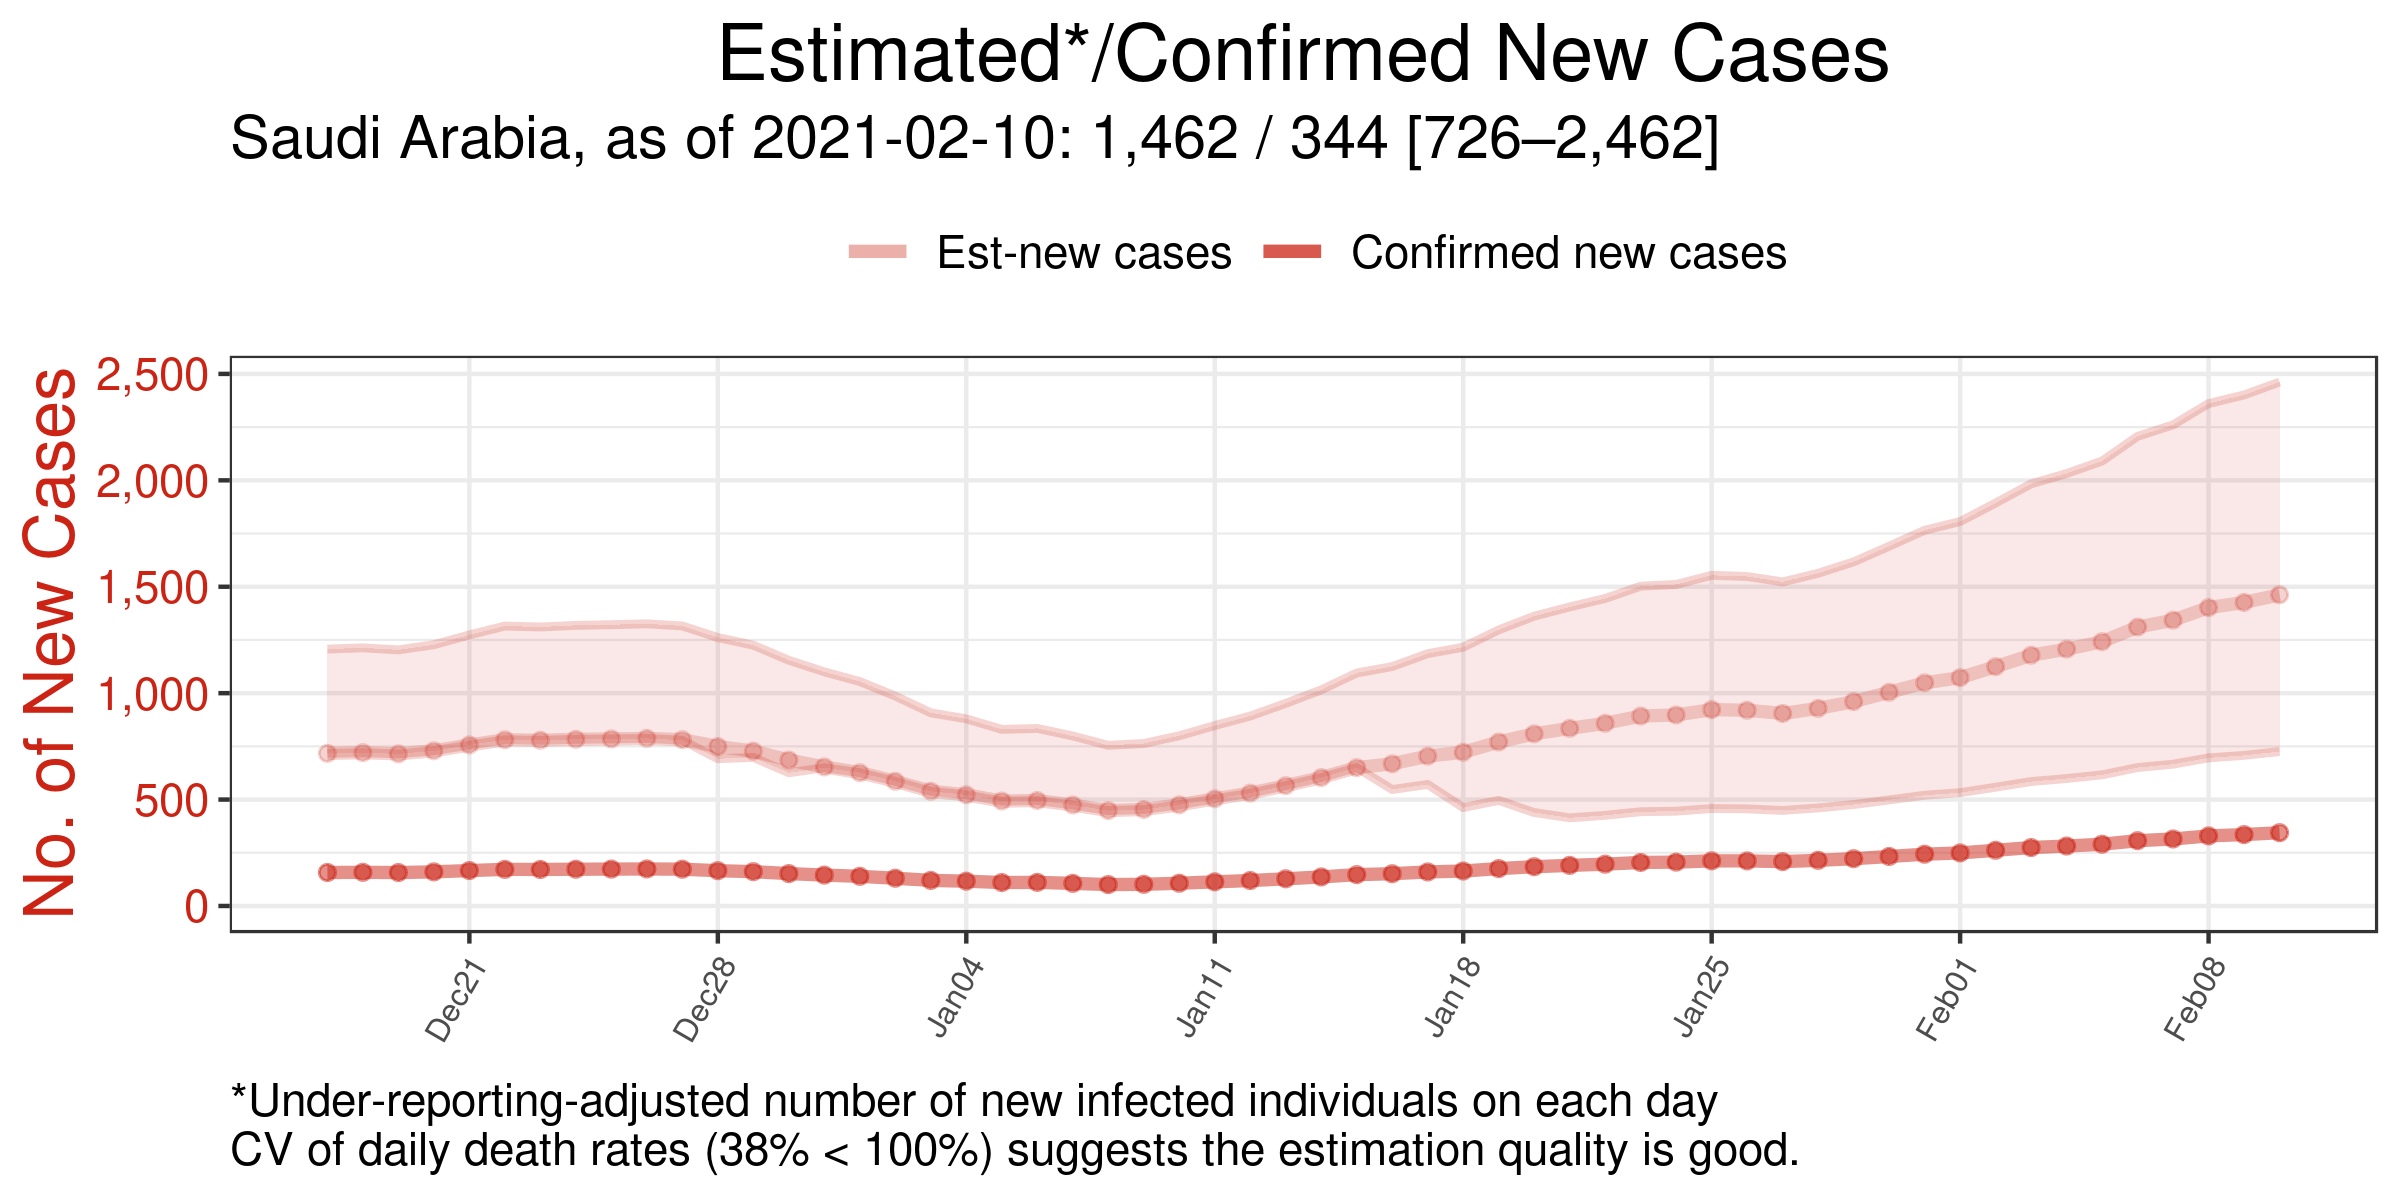 Estimated*/Confirmed New Cases
Saudi Arabia, as of 2021-02-10: 1,462 / 344 [726–2,462]
Est-new cases
Confirmed new cases
No. of New Cases
2,500
2,000
1,500
1,000
500
0
Dec21
Dec28
Jan04
Jan11
Jan18
Jan25
Feb01
Feb08
*Under-reporting-adjusted number of new infected individuals on each day
CV of daily death rates (38% < 100%) suggests the estimation quality is good.